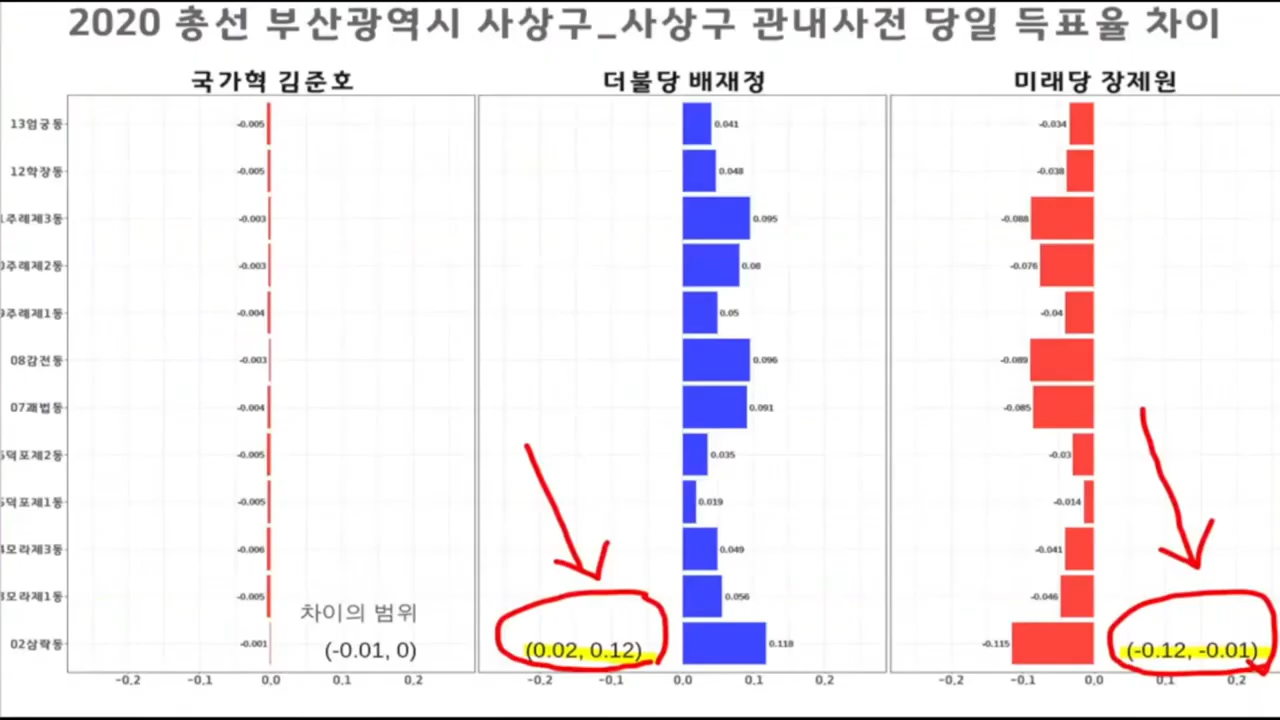 2020 총선 부산광역시 사상구_사상구 관내사전 당일 득표율 차이
국가혁 김준호 더불당 배재정 미래당 장제원
13엄궁동 -0.005 0.041 -0.034
12학장동 -0.005 0.048 -0.038
1주례제3동 -0.003 0.095 -0.088
0주례제2동 -0.003 0.08 -0.076
9주례제1동 -0.004 0.05 -0.04
08감전동 -0.003 0.096 -0.089
07괘법동 -0.004 0.091 -0.085
덕포제2동 -0.005 0.035 -0.03
덕포제1동 -0.005 0.019 -0.014
모라제3동 -0.006 0.049 -0.041
모라제1동 -0.005 0.056 -0.046
차이의 범위
02삼락동 -0.001 0.118 -0.115
(-0.01, 0) (0.02, 0.12) (-0.12, -0.01)
-0.2 -0.1 0.0 0.1 0.2 -0.2 -0.1 0.0 0.1 0.2 -0.2 -0.1 0.0 0.1 0.2